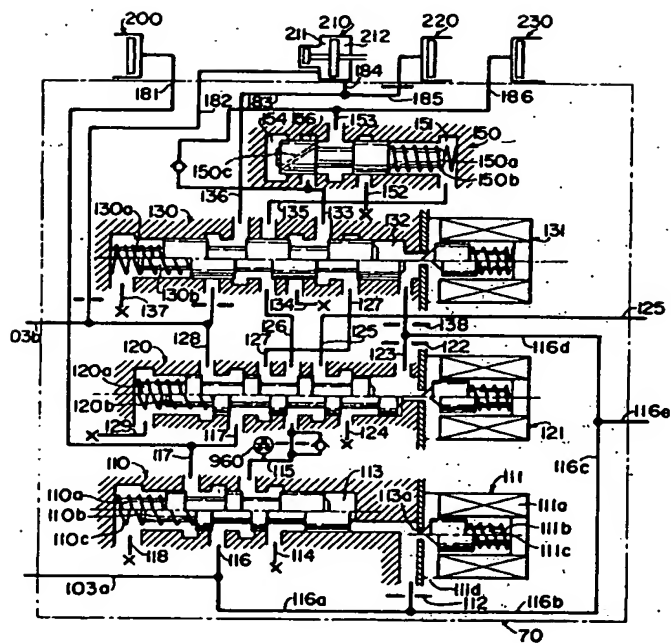 200 210 220 230
211 212
181 184
182 183 185 186
154 156 153 151 150
150c 150a
136 152 150b
130 135 133 132
130a 131
130b 134 127
137 125
03b 138
128 126 125 123 116d
120 127 122
120a
120b 116e
129 117 124 121 116c
117 960
110 115 113 111
110a 113a 111a
110b 111b
110c 111c
118 116 114 111d
103a 112
116a 116b
70